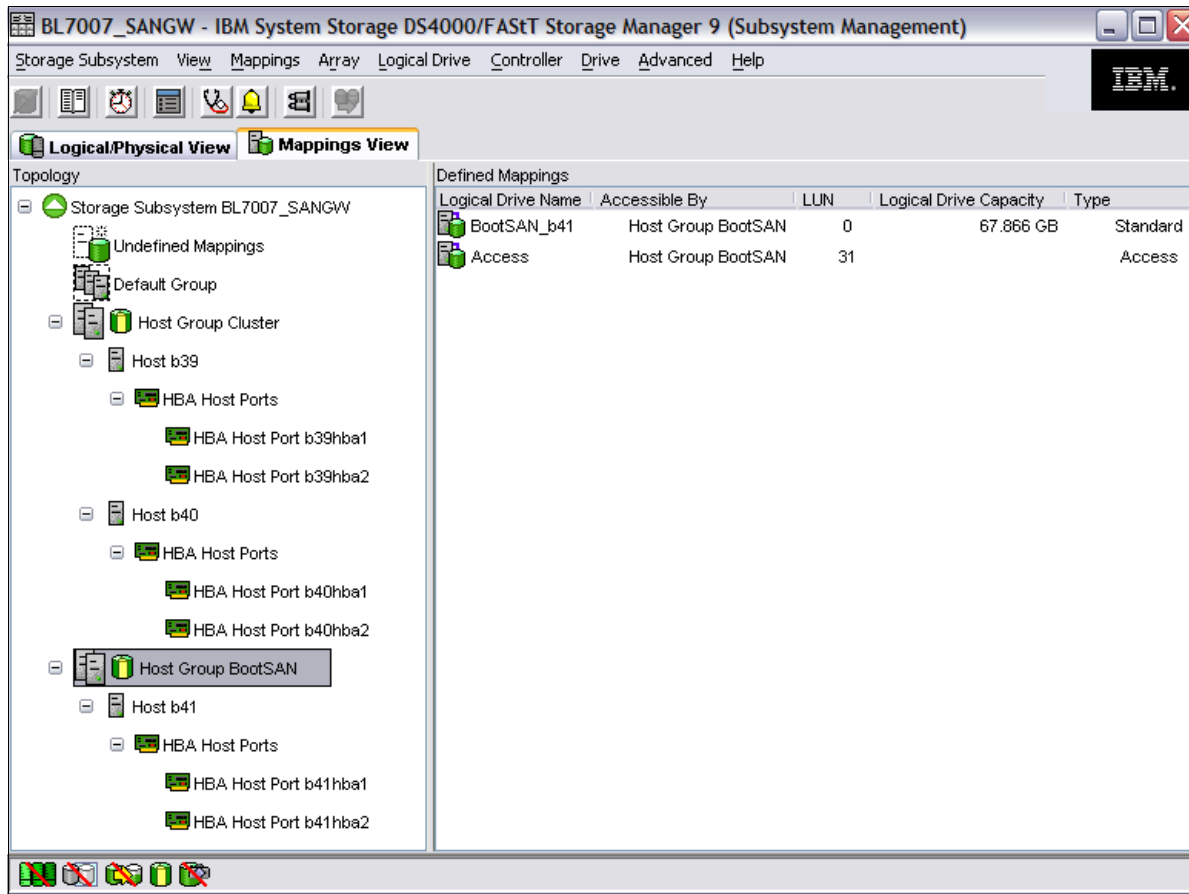 BL7007_SANGW - IBM System Storage DS4000/FAStT Storage Manager 9 (Subsystem Management)
Storage Subsystem View Mappings Array Logical Drive Controller Drive Advanced Help
IBM.
Logical/Physical View Mappings View
Topology
Storage Subsystem BL7007_SANGW
Undefined Mappings
Default Group
Host Group Cluster
Host b39
HBA Host Ports
HBA Host Port b39hba1
HBA Host Port b39hba2
Host b40
HBA Host Ports
HBA Host Port b40hba1
HBA Host Port b40hba2
Host Group BootSAN
Host b41
HBA Host Ports
HBA Host Port b41hba1
HBA Host Port b41hba2
Defined Mappings
Logical Drive Name Accessible By LUN Logical Drive Capacity Type
BootSAN_b41 Host Group BootSAN 0 67.866 GB Standard
Access Host Group BootSAN 31 Access